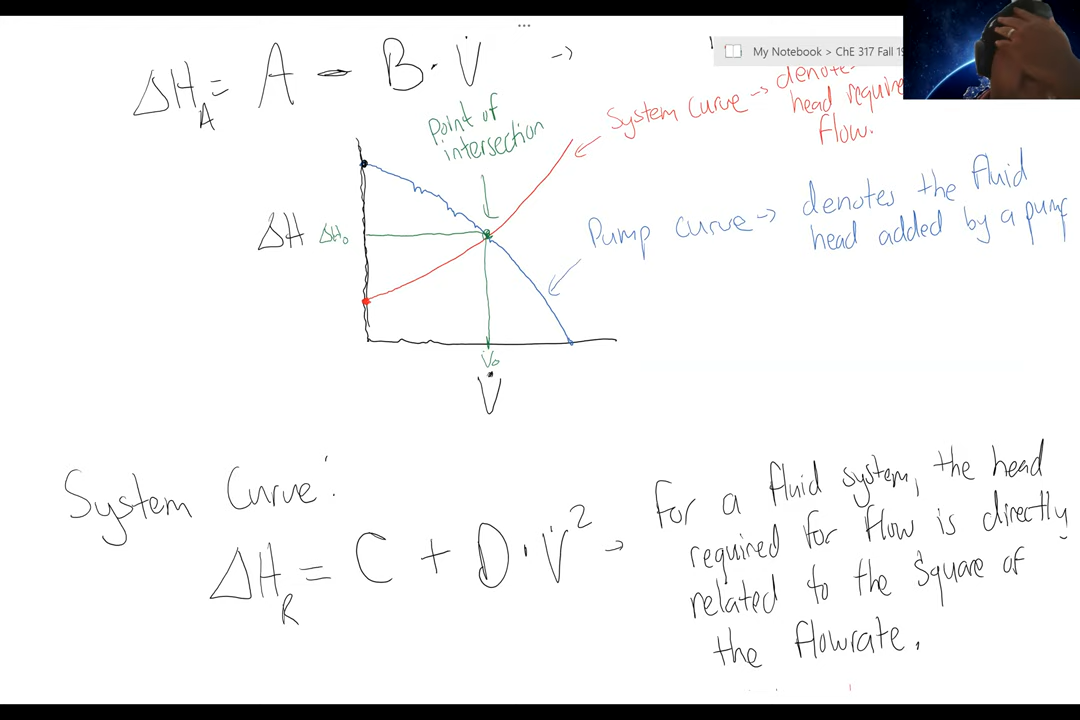 ΔH_A = A - B·V̇ →
My Notebook > ChE 317 Fall 19
System Curve → denote
head require
flow.
Point of
intersection
Pump Curve → denotes the fluid
head added by a pump
ΔH
ΔH₀
V̇₀
V̇
System Curve:
ΔH_R = C + D·V̇² →
For a fluid system, the head
required for flow is directly
related to the square of
the flowrate.